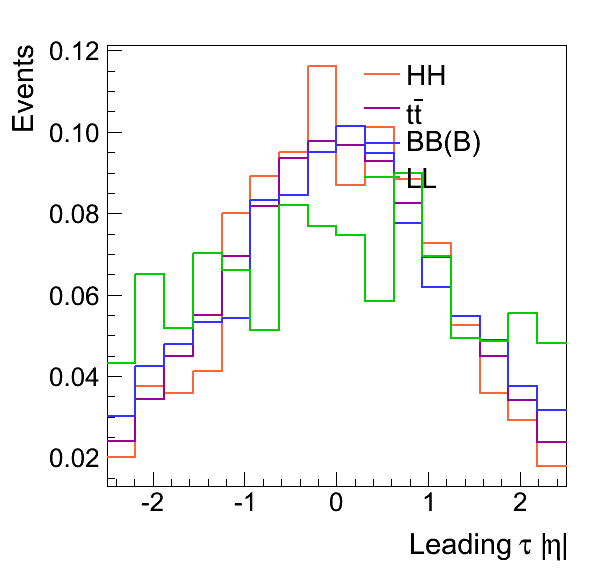 Events
0.12
0.10
0.08
0.06
0.04
0.02
HH
tt̄
BB(B)
LL
-2 -1 0 1 2
Leading τ |η|